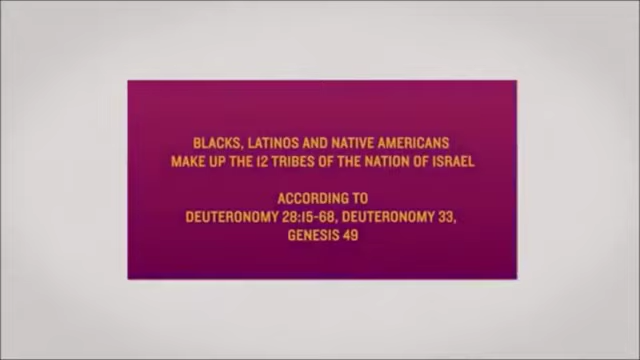 BLACKS, LATINOS AND NATIVE AMERICANS
MAKE UP THE 12 TRIBES OF THE NATION OF ISRAEL
ACCORDING TO
DEUTERONOMY 28:15-68, DEUTERONOMY 33,
GENESIS 49